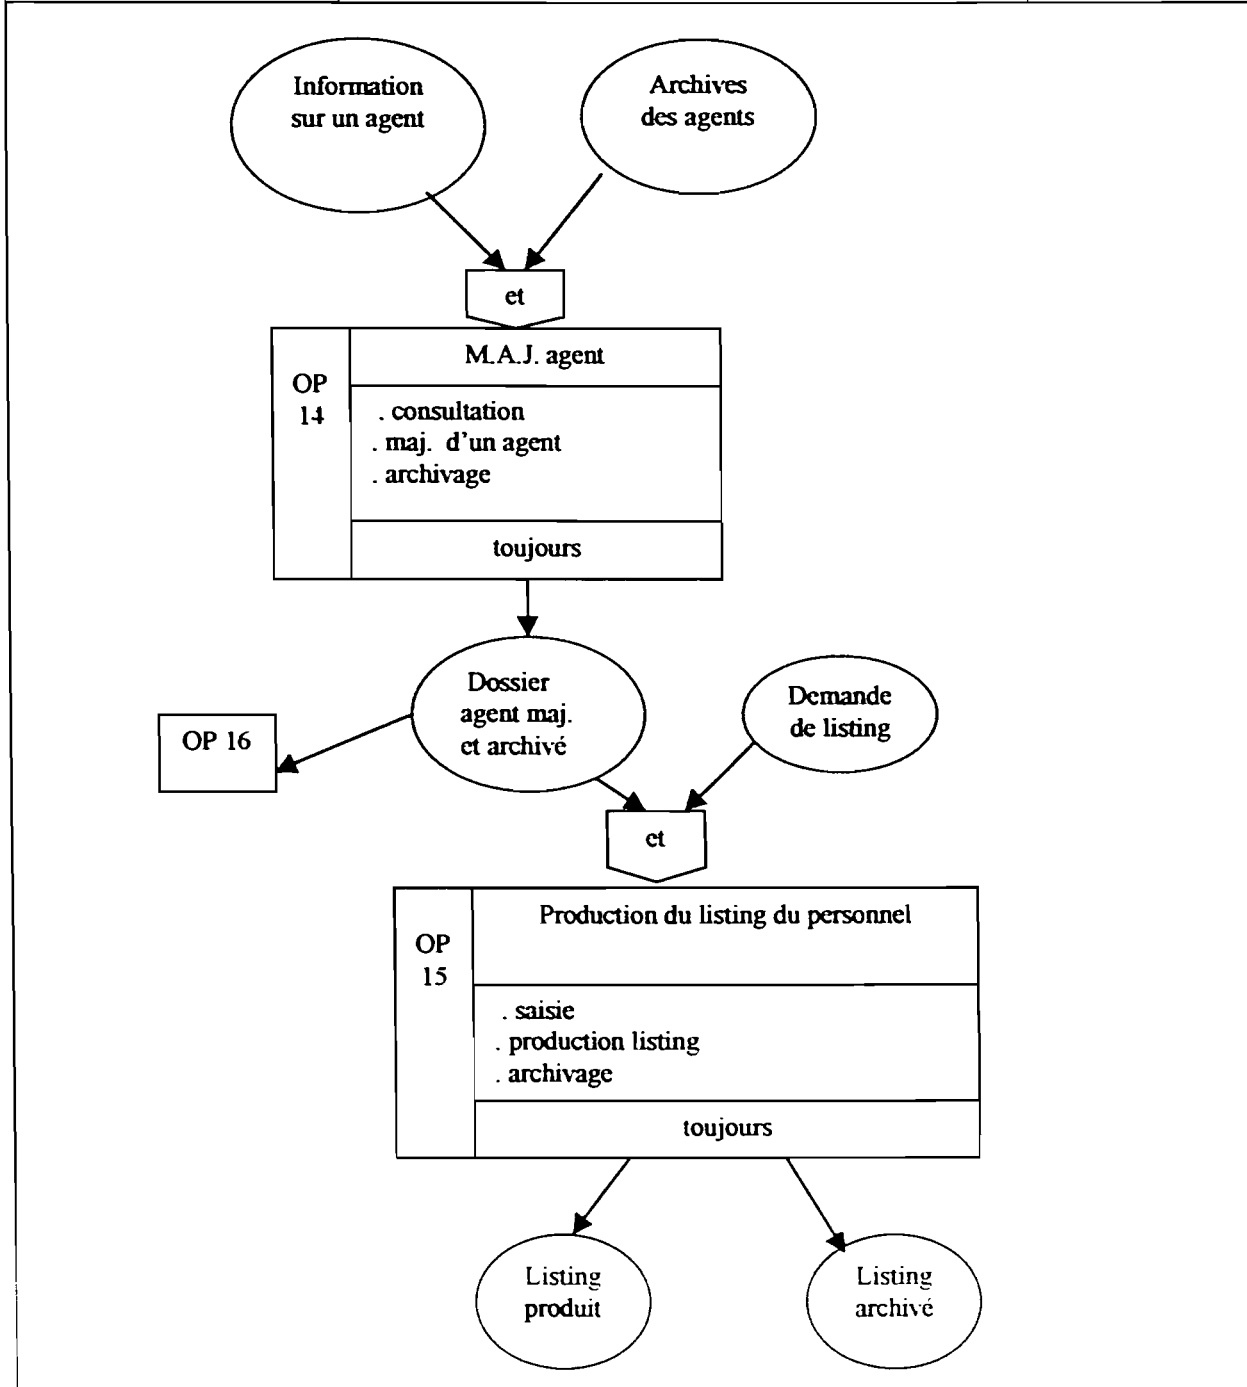 Information
sur un agent
Archives
des agents
et
M.A.J. agent
OP
14
. consultation
. maj. d'un agent
. archivage
toujours
Dossier
agent maj.
et archivé
Demande
de listing
OP 16
et
Production du listing du personnel
OP
15
. saisie
. production listing
. archivage
toujours
Listing
produit
Listing
archivé